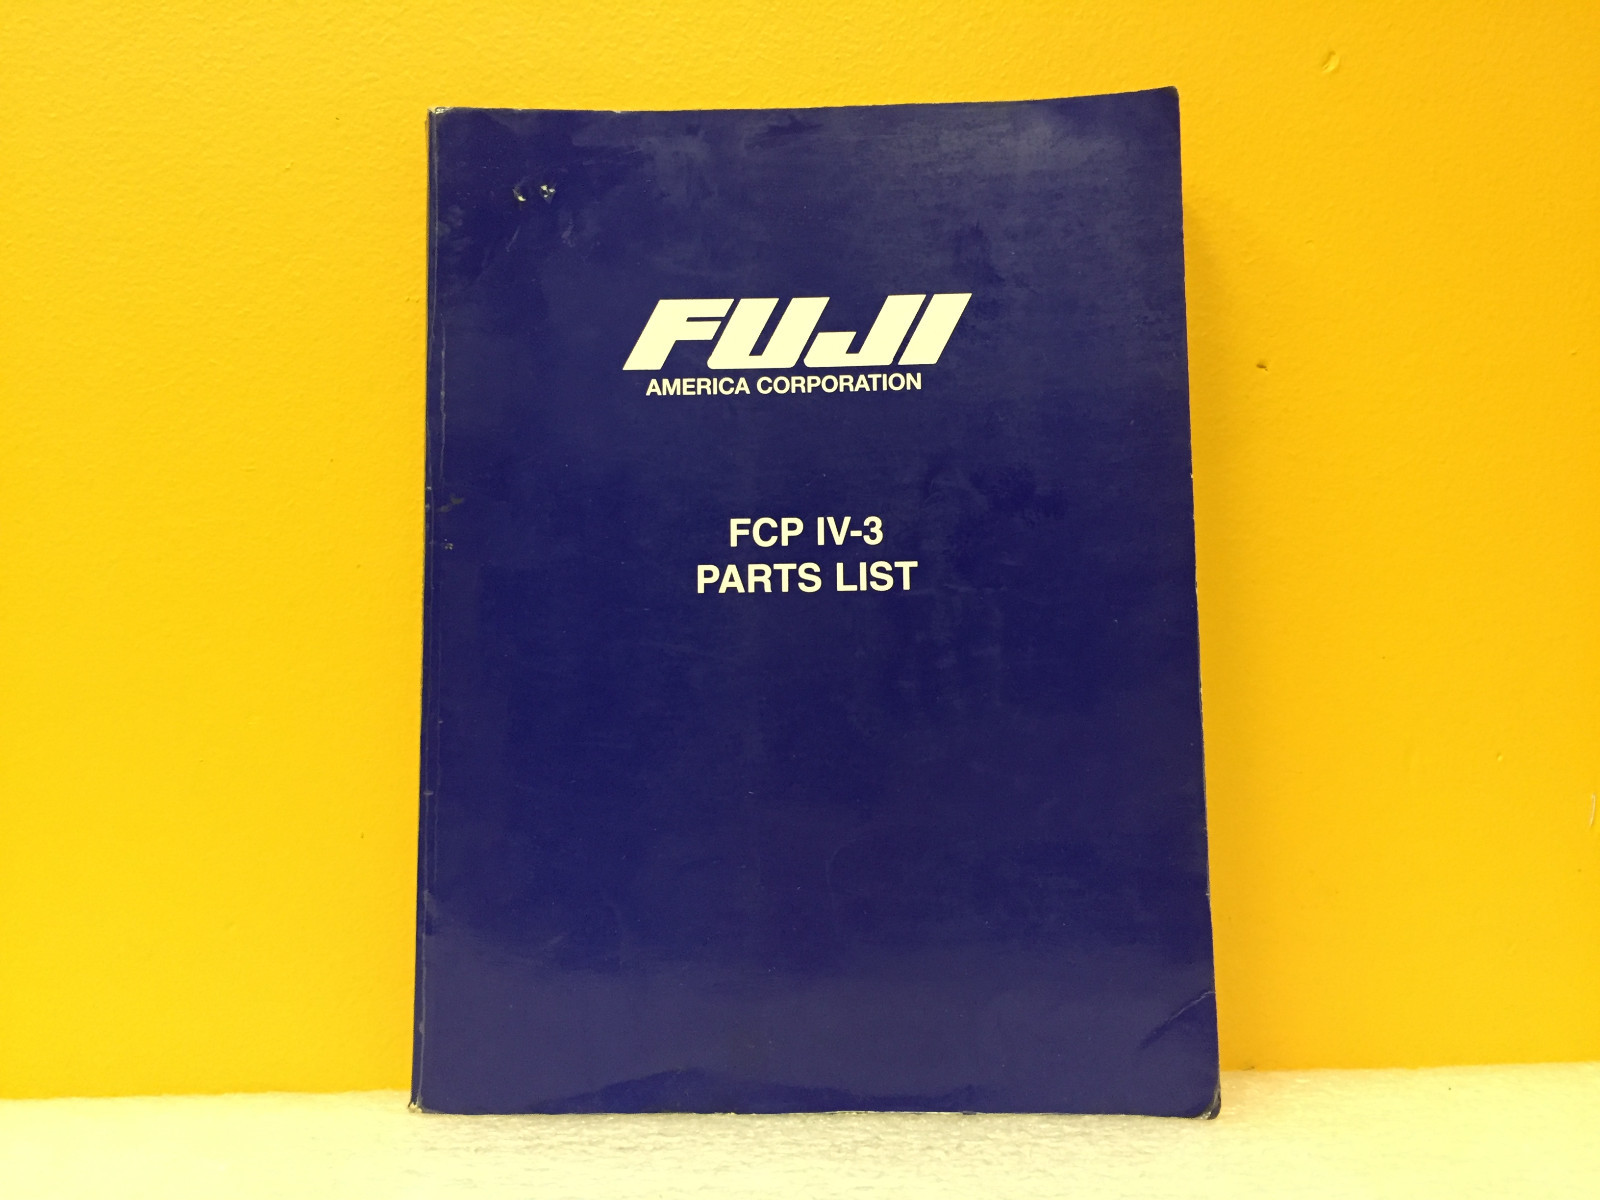 FUJI
AMERICA CORPORATION
FCP IV-3
PARTS LIST